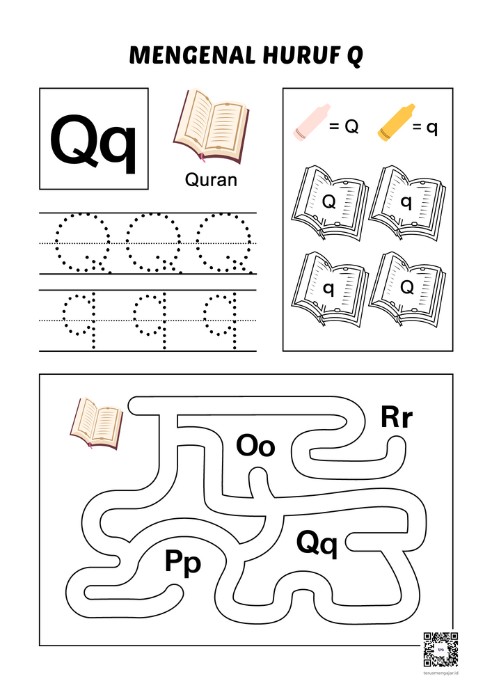 MENGENAL HURUF Q
Qq
Quran
Q Q Q
q q q
= Q = q
Q q
q Q
Rr
Oo
Qq
Pp